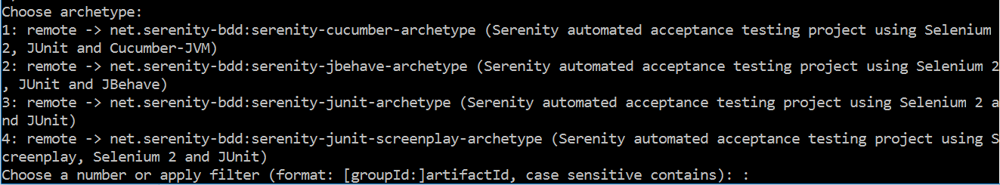 Choose archetype:
1: remote -> net.serenity-bdd:serenity-cucumber-archetype (Serenity automated acceptance testing project using Selenium
2, JUnit and Cucumber-JVM)
2: remote -> net.serenity-bdd:serenity-jbehave-archetype (Serenity automated acceptance testing project using Selenium 2
, JUnit and JBehave)
3: remote -> net.serenity-bdd:serenity-junit-archetype (Serenity automated acceptance testing project using Selenium 2 a
nd JUnit)
4: remote -> net.serenity-bdd:serenity-junit-screenplay-archetype (Serenity automated acceptance testing project using S
creenplay, Selenium 2 and JUnit)
Choose a number or apply filter (format: [groupId:]artifactId, case sensitive contains): :